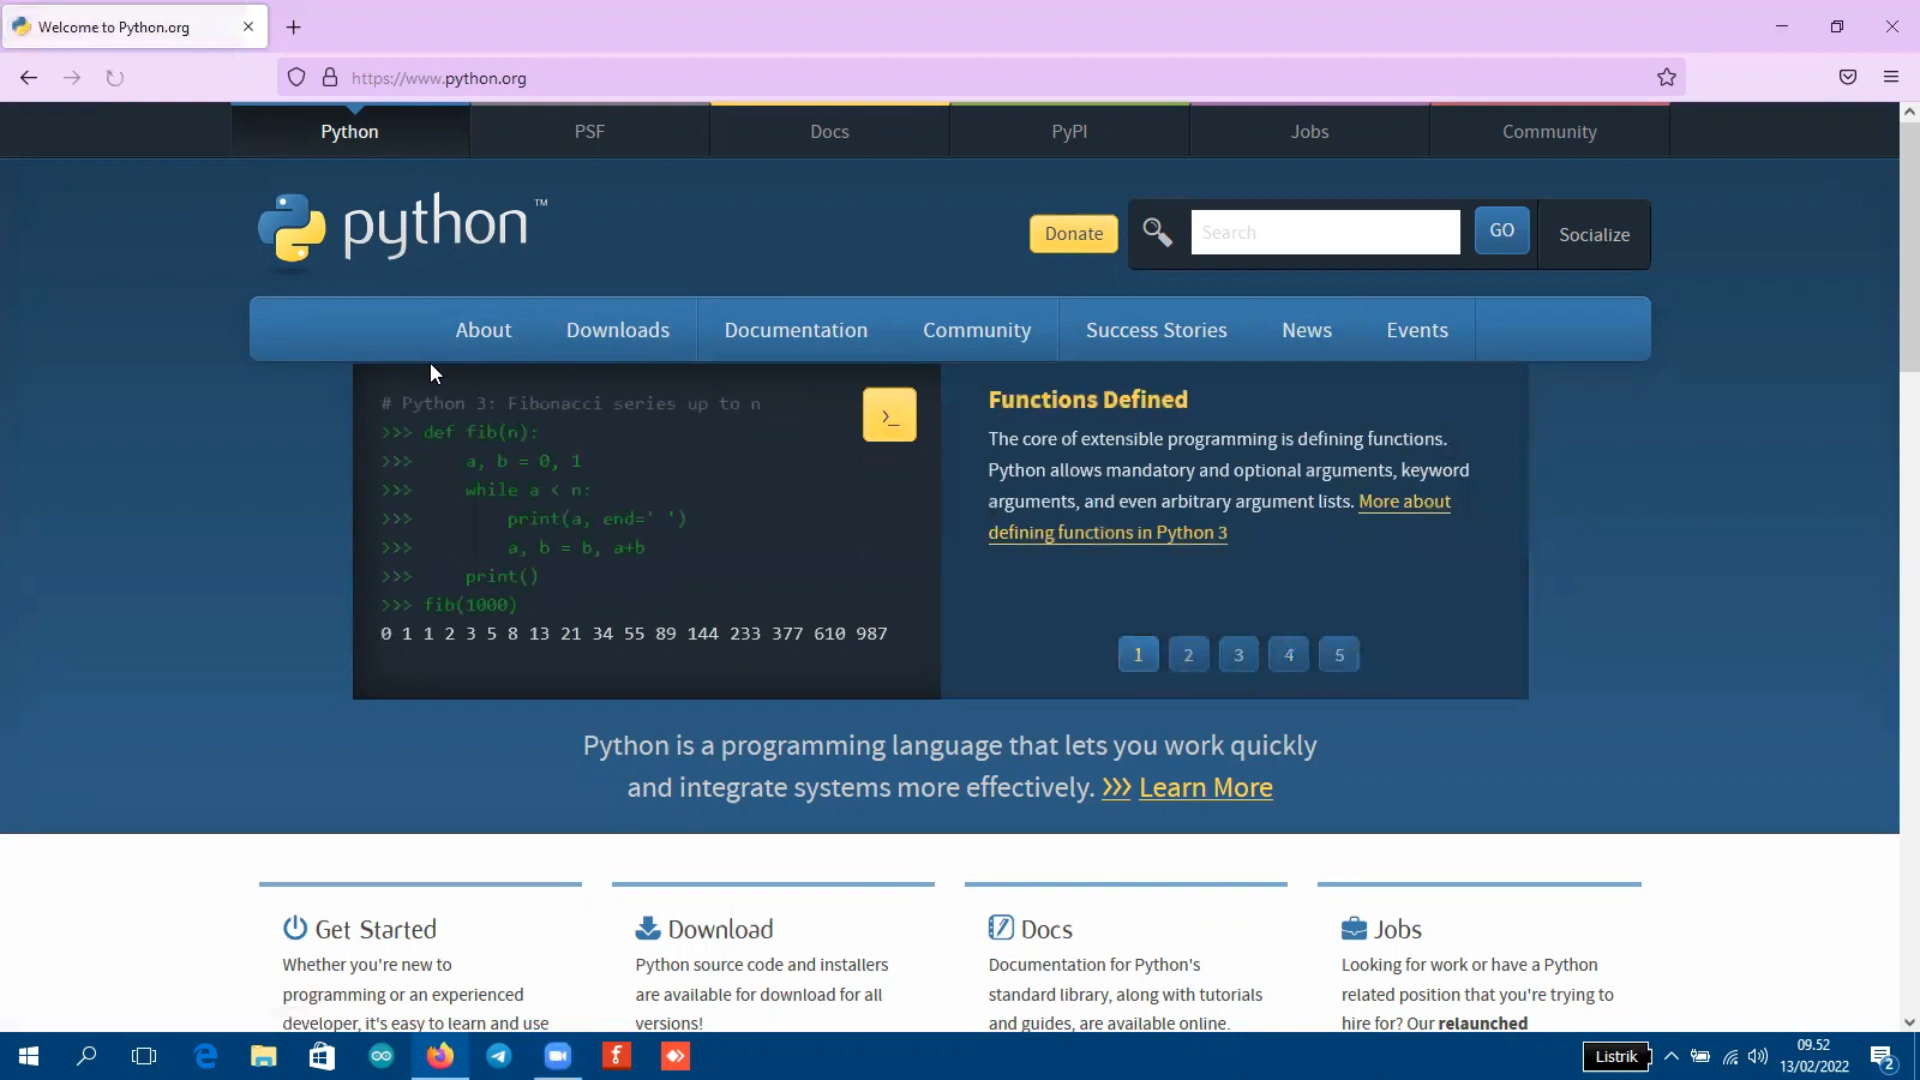 Welcome to Python.org
https://www.python.org
Python
PSF
Docs
PyPI
Jobs
Community
python™
Donate
Search
GO
Socialize
About
Downloads
Documentation
Community
Success Stories
News
Events
# Python 3: Fibonacci series up to n
>>> def fib(n):
>>>     a, b = 0, 1
>>>     while a < n:
>>>         print(a, end=' ')
>>>         a, b = b, a+b
>>>     print()
>>> fib(1000)
0 1 1 2 3 5 8 13 21 34 55 89 144 233 377 610 987
>_
Functions Defined
The core of extensible programming is defining functions.
Python allows mandatory and optional arguments, keyword
arguments, and even arbitrary argument lists. More about
defining functions in Python 3
1 2 3 4 5
Python is a programming language that lets you work quickly
and integrate systems more effectively. >>> Learn More
Get Started
Whether you're new to
programming or an experienced
developer, it's easy to learn and use
Download
Python source code and installers
are available for download for all
versions!
Docs
Documentation for Python's
standard library, along with tutorials
and guides, are available online.
Jobs
Looking for work or have a Python
related position that you're trying to
hire for? Our relaunched
Listrik
09.52
13/02/2022
2